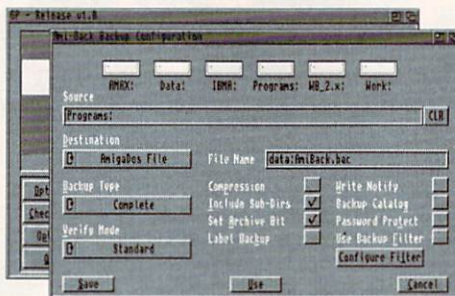 GP - Release v1.0
Ami-Back Backup Configuration
AMAX: Data: IBMA: Programs: WB_2.x: Work:
Source
Programs: CLR
Destination
AmigaDos File File Name data:AmiBack.bac
Backup Type Compression Write Notify
Complete Include Sub-Dirs Backup Catalog
Set Archive Bit Password Protect
Verify Mode Label Backup Use Backup Filter
Standard Configure Filter
Save Use Cancel